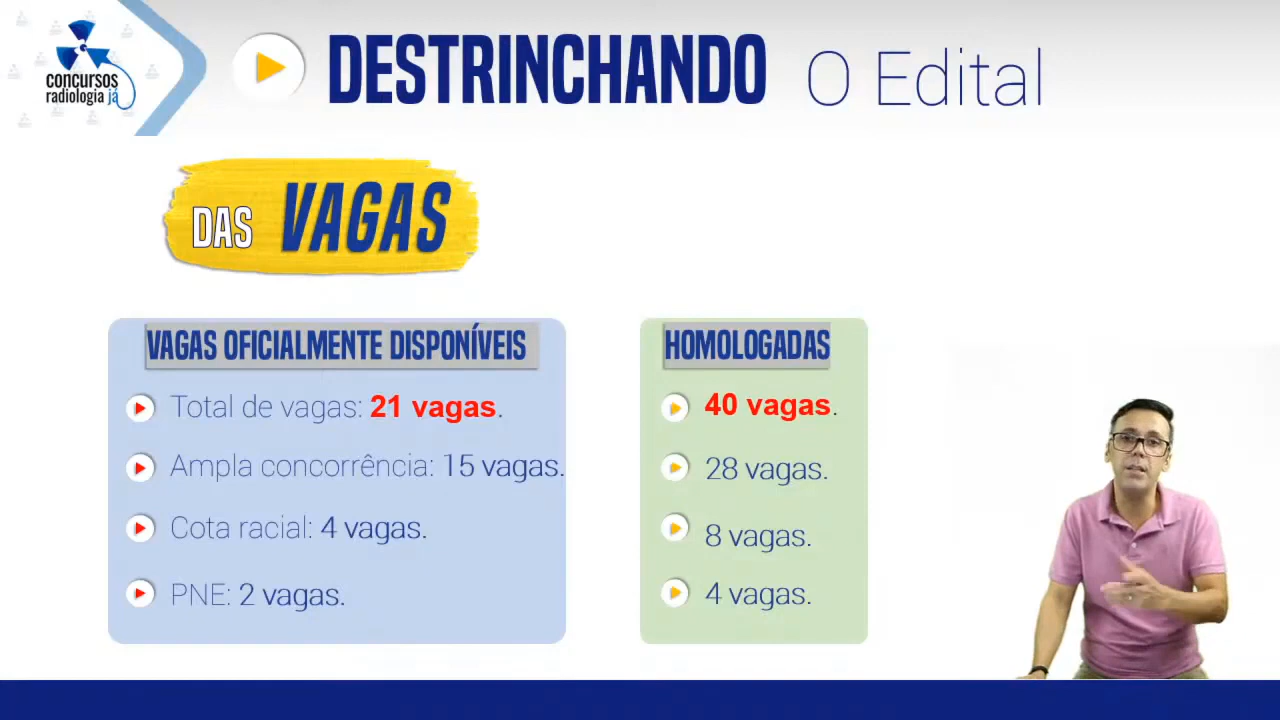 concursos
radiologia já
DESTRINCHANDO O Edital
DAS VAGAS
VAGAS OFICIALMENTE DISPONÍVEIS
Total de vagas: 21 vagas.
Ampla concorrência: 15 vagas.
Cota racial: 4 vagas.
PNE: 2 vagas.
HOMOLOGADAS
40 vagas.
28 vagas.
8 vagas.
4 vagas.